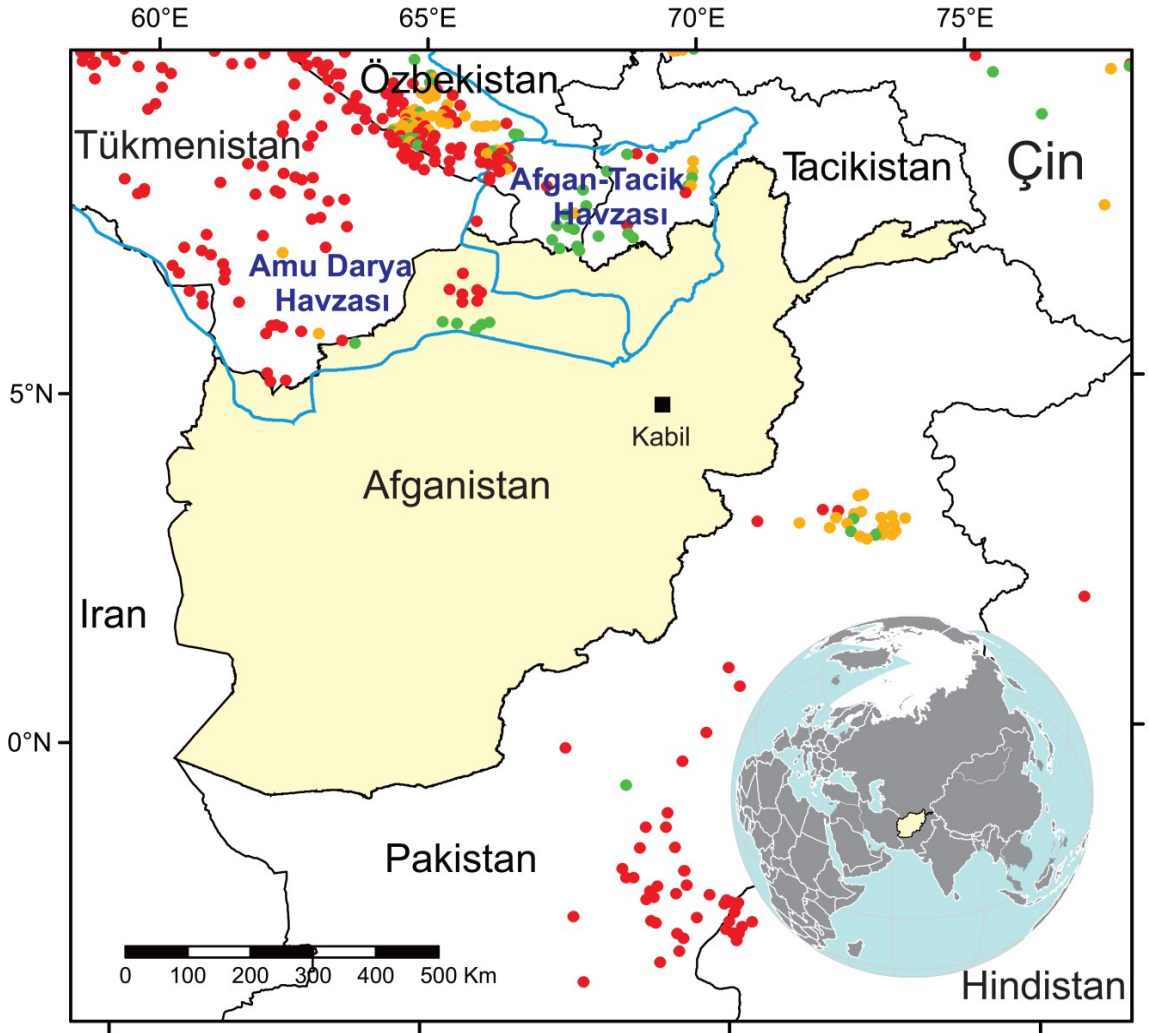 60°E
65°E
70°E
75°E
Özbekistan
Tükmenistan
Tacikistan
Çin
Afgan-Tacik
Havzası
Amu Darya
Havzası
5°N
Kabil
Afganistan
Iran
0°N
Pakistan
0 100 200 300 400 500 Km
Hindistan